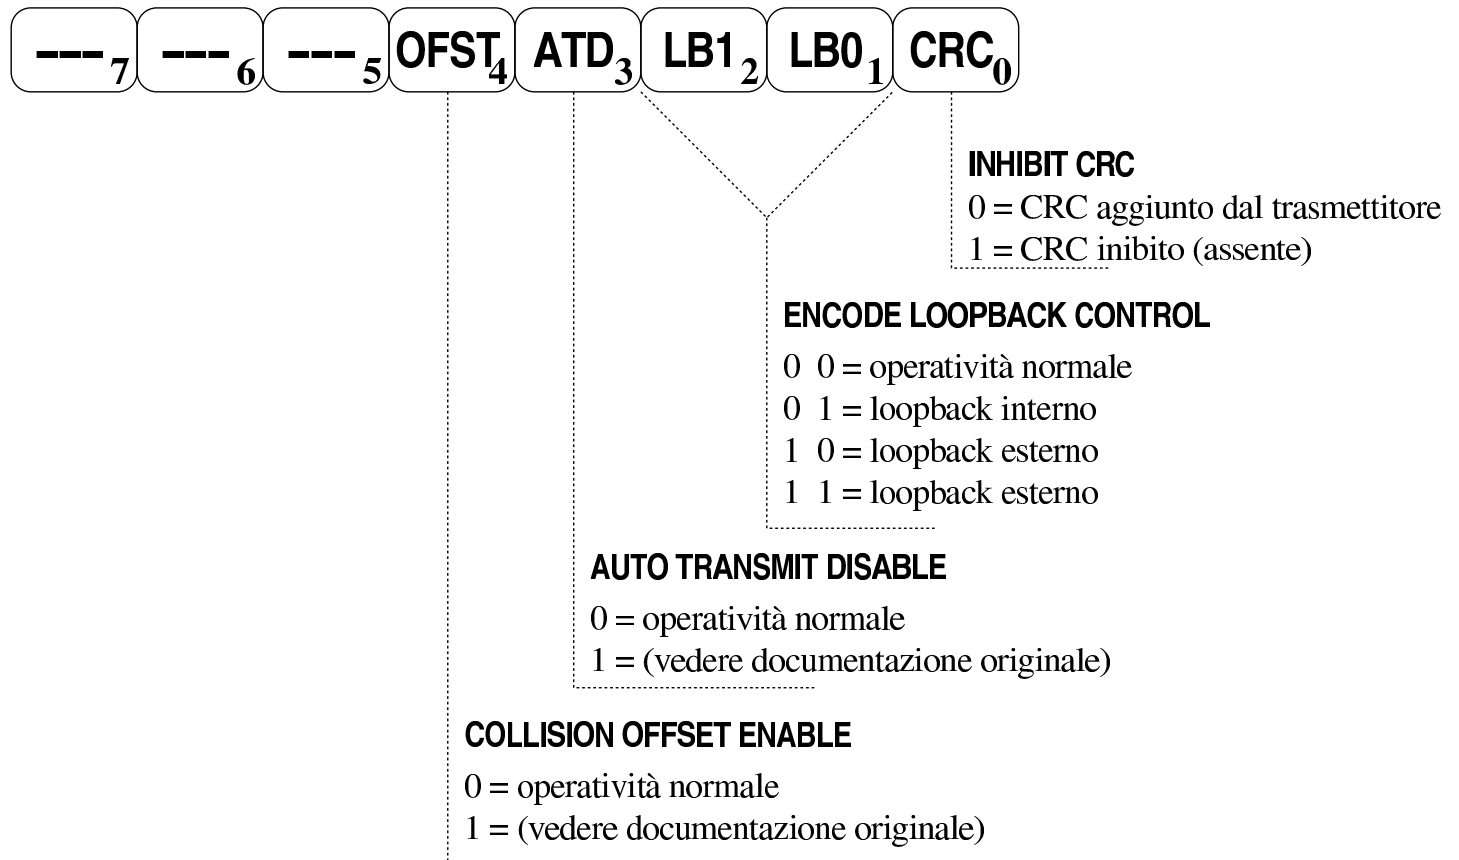 ---7 ---6 ---5 OFST4 ATD3 LB12 LB01 CRC0
INHIBIT CRC
0 = CRC aggiunto dal trasmettitore
1 = CRC inibito (assente)
ENCODE LOOPBACK CONTROL
0 0 = operatività normale
0 1 = loopback interno
1 0 = loopback esterno
1 1 = loopback esterno
AUTO TRANSMIT DISABLE
0 = operatività normale
1 = (vedere documentazione originale)
COLLISION OFFSET ENABLE
0 = operatività normale
1 = (vedere documentazione originale)